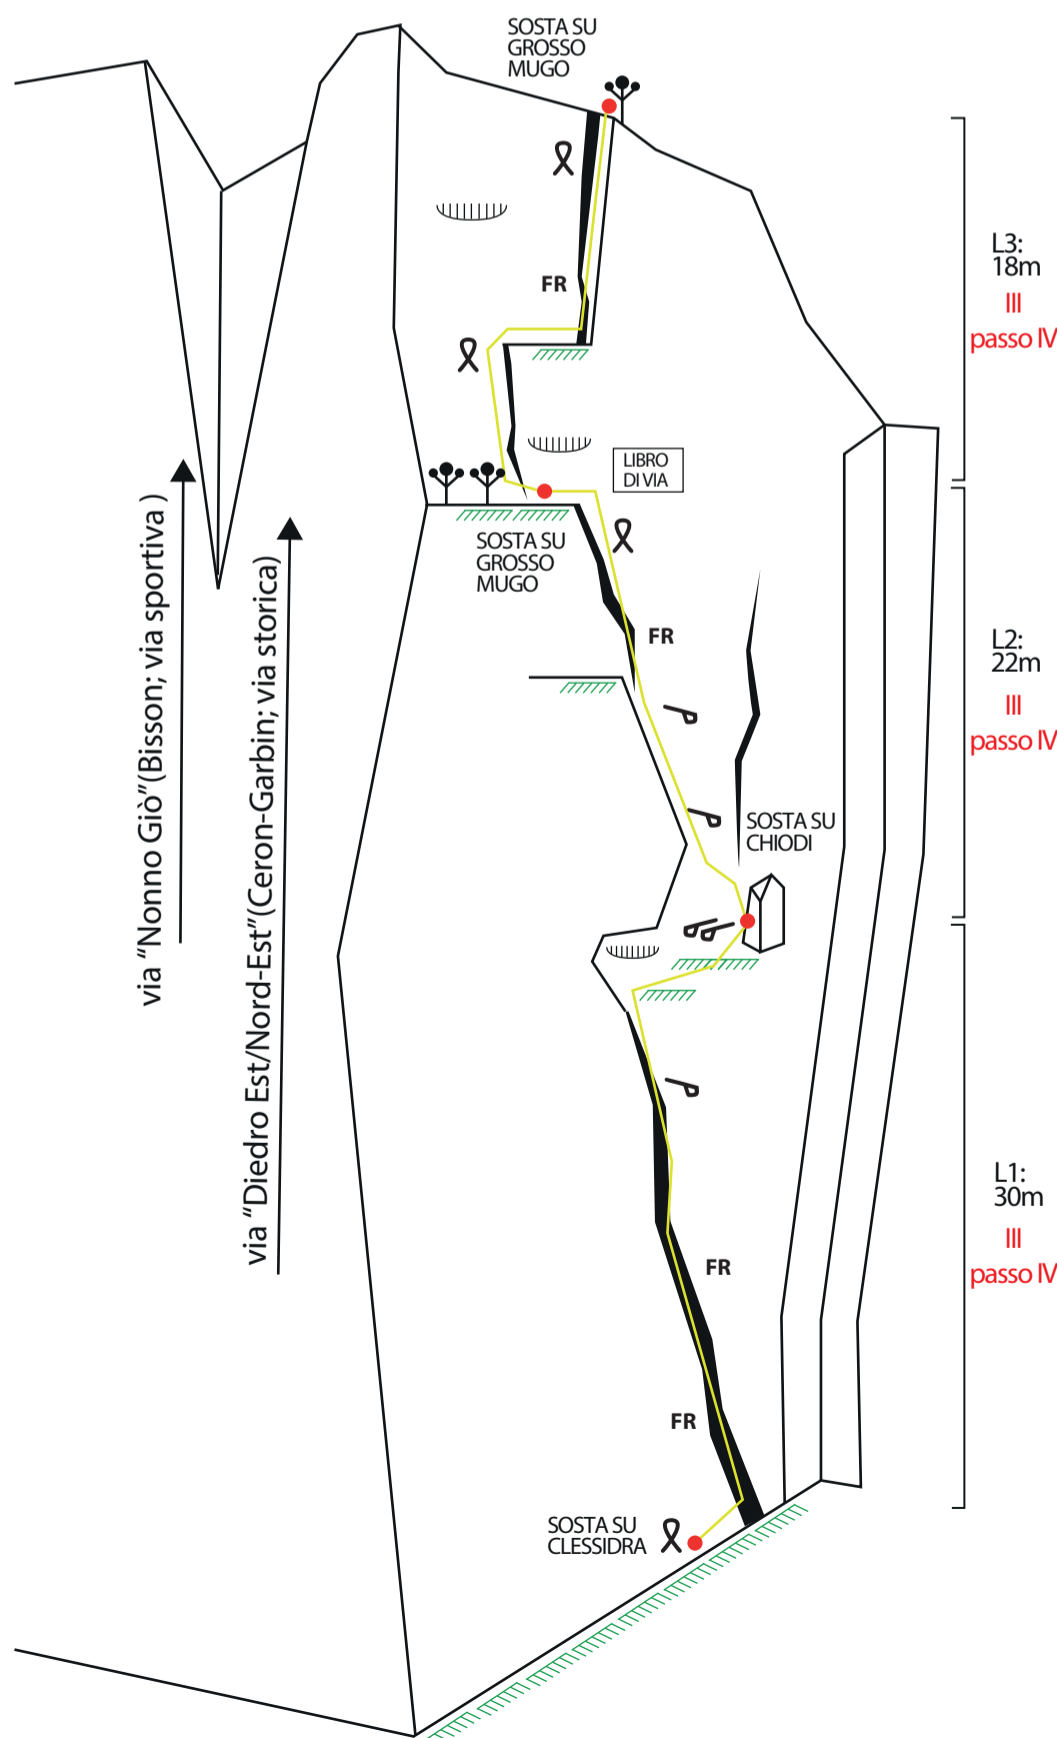 SOSTA SU
GROSSO
MUGO
L3:
18m
III
passo IV
FR
LIBRO
DI VIA
SOSTA SU
GROSSO
MUGO
FR
L2:
22m
III
passo IV
via “Nonno Giò”(Bisson; via sportiva )
via “Diedro Est/Nord-Est”(Ceron-Garbin; via storica)
SOSTA SU
CHIODI
L1:
30m
III
passo IV
FR
FR
SOSTA SU
CLESSIDRA